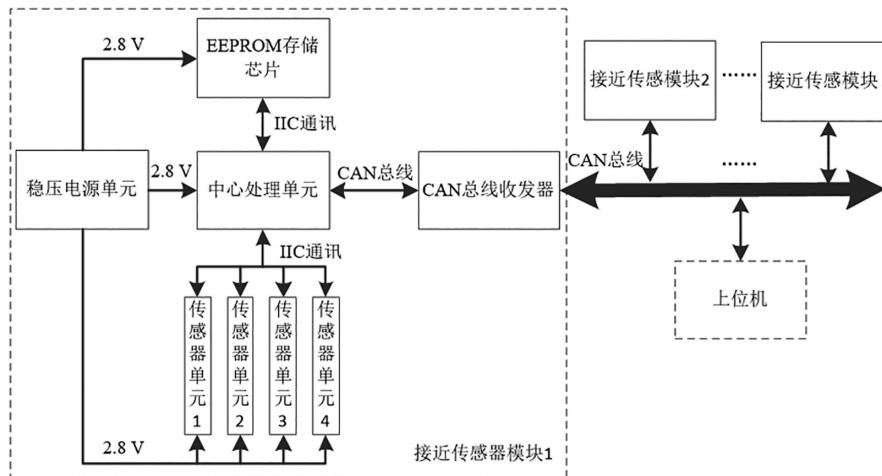 2.8 V
EEPROM存储
芯片
接近传感模块2
……
接近传感模块
IIC通讯
CAN总线
……
稳压电源单元
2.8 V
中心处理单元
CAN总线
CAN总线收发器
IIC通讯
上位机
传感器单元1
传感器单元2
传感器单元3
传感器单元4
2.8 V
接近传感器模块1